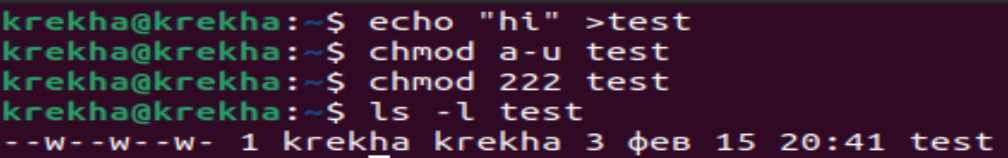 krekha@krekha:~$ echo "hi" >test
krekha@krekha:~$ chmod a-u test
krekha@krekha:~$ chmod 222 test
krekha@krekha:~$ ls -l test
--w--w--w- 1 krekha krekha 3 фев 15 20:41 test